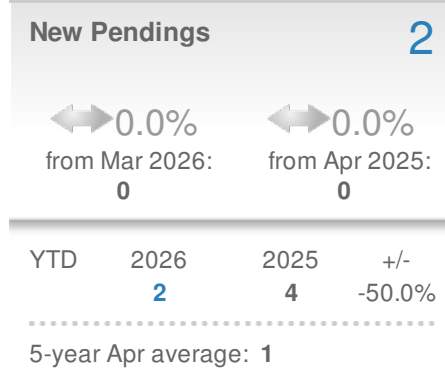 New Pendings 2
0.0% 0.0%
from Mar 2026: from Apr 2025:
0 0
YTD 2026 2025 +/-
2 4 -50.0%
5-year Apr average: 1